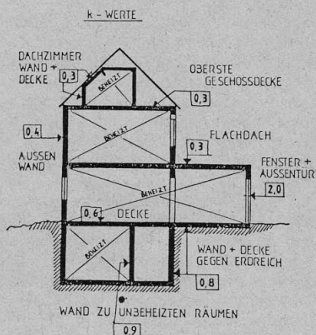 k - WERTE
DACHZIMMER
WAND +
DECKE
0,3
BEHEIZT
OBERSTE
GESCHOSSDECKE
0,3
0,4
AUSSEN
WAND
BEHEIZT
0,3
FLACHDACH
FENSTER +
AUSSENTÜR
2,0
BEHEIZT
0,6
DECKE
BEHEIZT
WAND + DECKE
GEGEN ERDREICH
0,8
WAND ZU UNBEHEIZTEN RÄUMEN
0,9